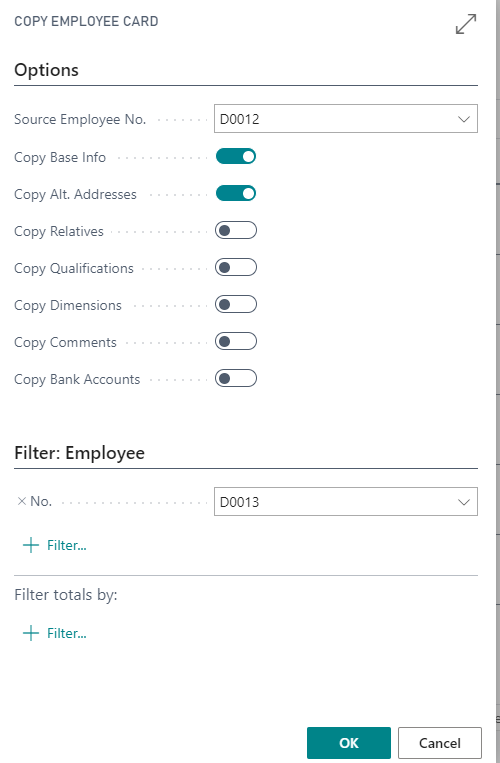 COPY EMPLOYEE CARD
Options
Source Employee No. D0012
Copy Base Info
Copy Alt. Addresses
Copy Relatives
Copy Qualifications
Copy Dimensions
Copy Comments
Copy Bank Accounts
Filter: Employee
× No. D0013
+ Filter...
Filter totals by:
+ Filter...
OK Cancel